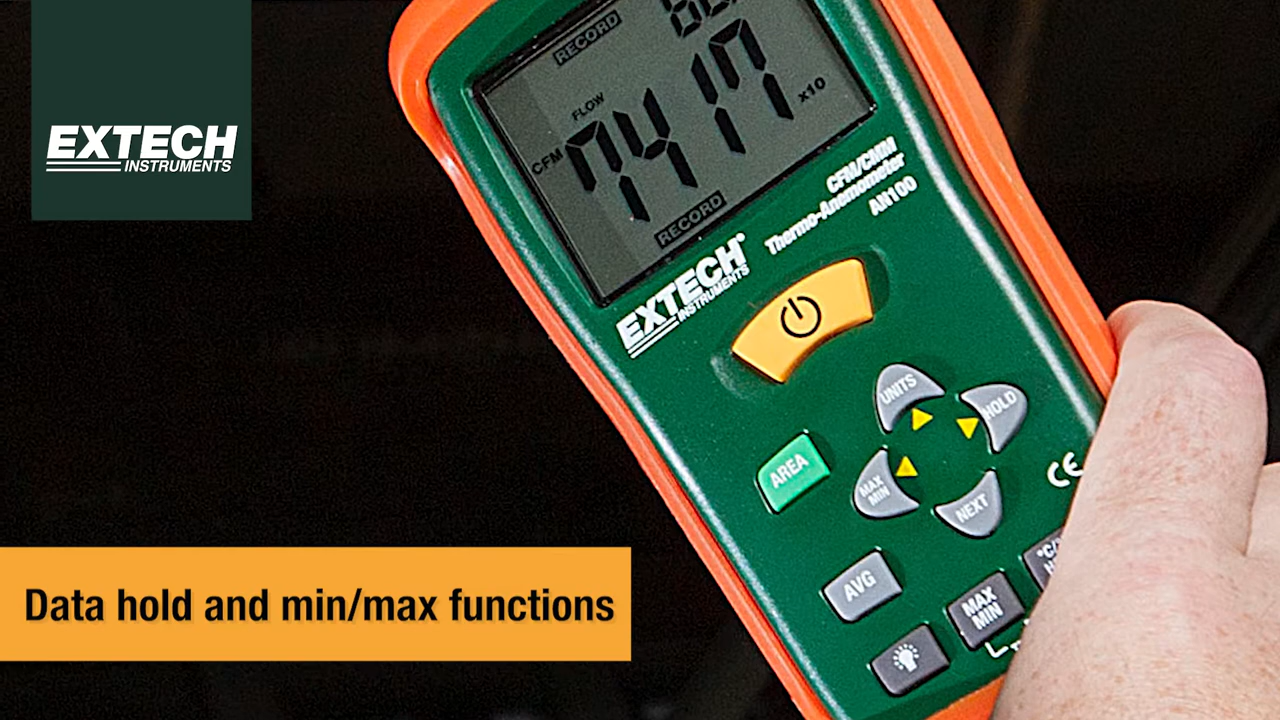 EXTECH
INSTRUMENTS
RECORD
FLOW
CFM
x10
RECORD
CFM/CMM
Thermo-Anemometer
AN100
EXTECH®
INSTRUMENTS
UNITS
HOLD
AREA
MAX
MIN
NEXT
CE
AVG
MAX
MIN
Data hold and min/max functions